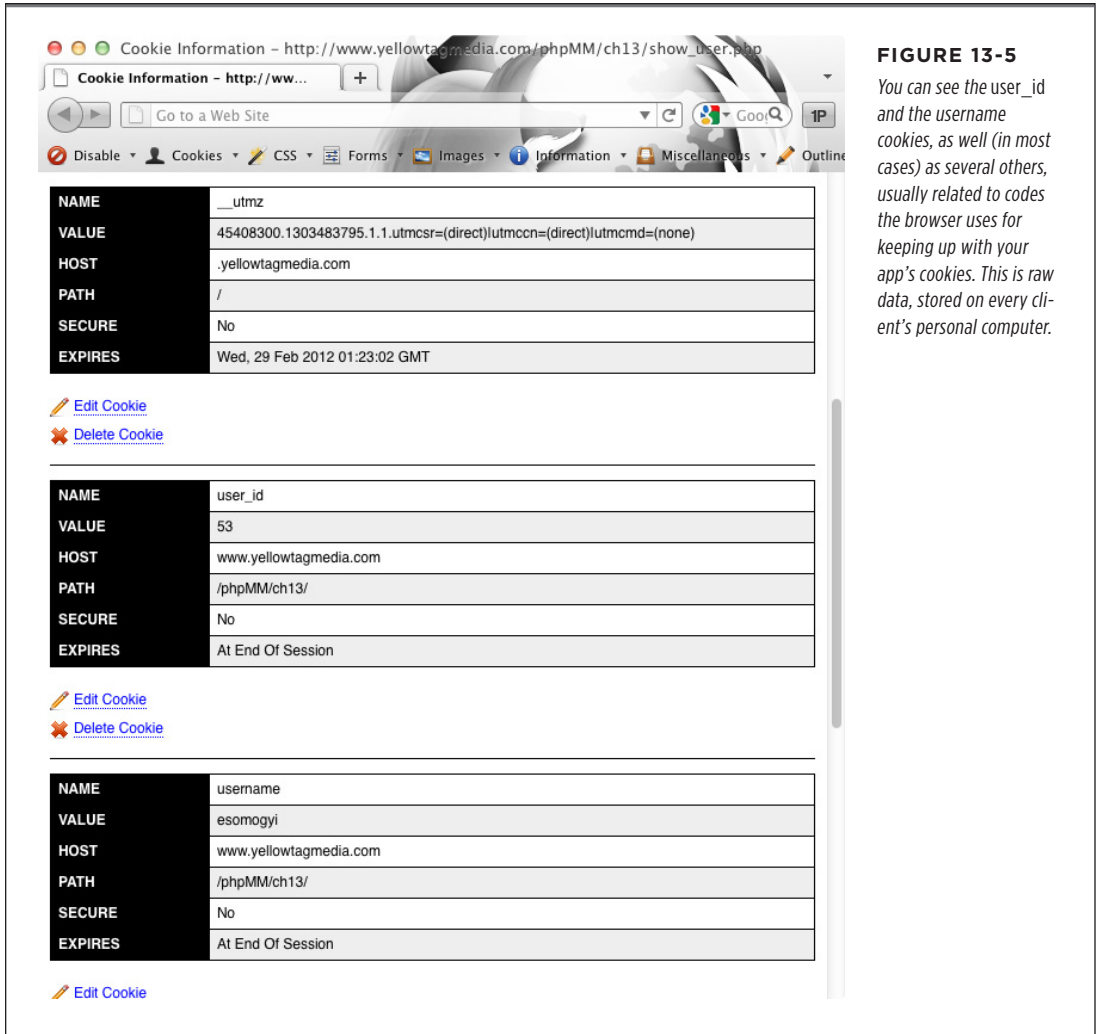 Cookie Information – http://www.yellowtagmedia.com/phpMM/ch13/show_user.php
Cookie Information – http://ww...
+
Go to a Web Site
Goo
1P
Disable
Cookies
CSS
Forms
Images
Information
Miscellaneous
Outline
NAME __utmz
VALUE 45408300.1303483795.1.1.utmcsr=(direct)|utmccn=(direct)|utmcmd=(none)
HOST .yellowtagmedia.com
PATH /
SECURE No
EXPIRES Wed, 29 Feb 2012 01:23:02 GMT
Edit Cookie
Delete Cookie
NAME user_id
VALUE 53
HOST www.yellowtagmedia.com
PATH /phpMM/ch13/
SECURE No
EXPIRES At End Of Session
Edit Cookie
Delete Cookie
NAME username
VALUE esomogyi
HOST www.yellowtagmedia.com
PATH /phpMM/ch13/
SECURE No
EXPIRES At End Of Session
Edit Cookie
FIGURE 13-5
You can see the user_id
and the username
cookies, as well (in most
cases) as several others,
usually related to codes
the browser uses for
keeping up with your
app's cookies. This is raw
data, stored on every cli-
ent's personal computer.